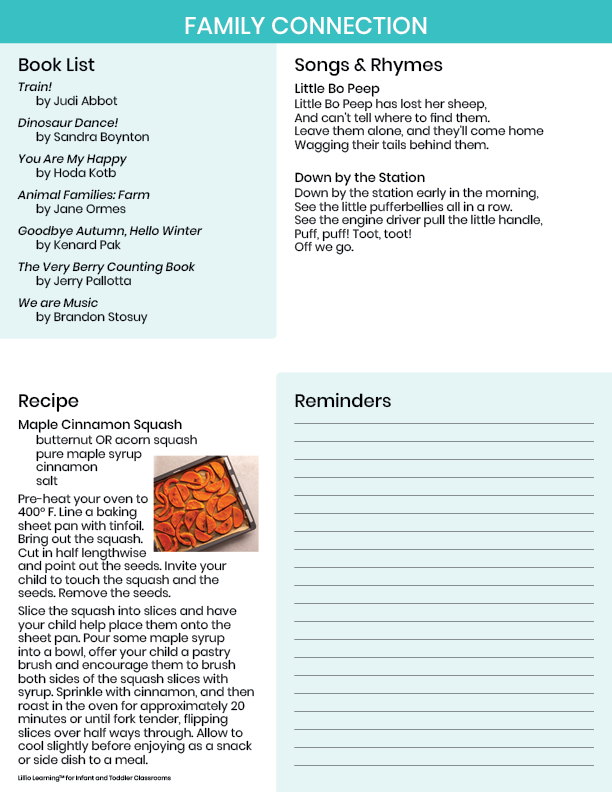 FAMILY CONNECTION
Book List
Train!
by Judi Abbot
Dinosaur Dance!
by Sandra Boynton
You Are My Happy
by Hoda Kotb
Animal Families: Farm
by Jane Ormes
Goodbye Autumn, Hello Winter
by Kenard Pak
The Very Berry Counting Book
by Jerry Pallotta
We are Music
by Brandon Stosuy
Songs & Rhymes
Little Bo Peep
Little Bo Peep has lost her sheep,
And can't tell where to find them.
Leave them alone, and they'll come home
Wagging their tails behind them.
Down by the Station
Down by the station early in the morning,
See the little pufferbellies all in a row.
See the engine driver pull the little handle,
Puff, puff! Toot, toot!
Off we go.
Recipe
Maple Cinnamon Squash
butternut OR acorn squash
pure maple syrup
cinnamon
salt
Pre-heat your oven to
400° F. Line a baking
sheet pan with tinfoil.
Bring out the squash.
Cut in half lengthwise
and point out the seeds. Invite your
child to touch the squash and the
seeds. Remove the seeds.
Slice the squash into slices and have
your child help place them onto the
sheet pan. Pour some maple syrup
into a bowl, offer your child a pastry
brush and encourage them to brush
both sides of the squash slices with
syrup. Sprinkle with cinnamon, and then
roast in the oven for approximately 20
minutes or until fork tender, flipping
slices over half ways through. Allow to
cool slightly before enjoying as a snack
or side dish to a meal.
Lillio Learning™ for Infant and Toddler Classrooms
Reminders